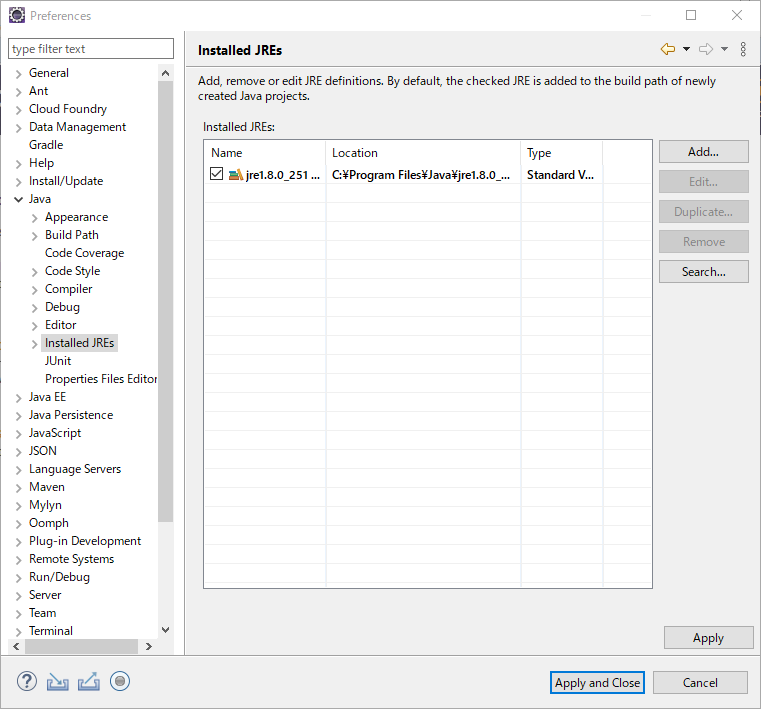 Preferences
type filter text
General
Ant
Cloud Foundry
Data Management
Gradle
Help
Install/Update
Java
Appearance
Build Path
Code Coverage
Code Style
Compiler
Debug
Editor
Installed JREs
JUnit
Properties Files Editor
Java EE
Java Persistence
JavaScript
JSON
Language Servers
Maven
Mylyn
Oomph
Plug-in Development
Remote Systems
Run/Debug
Server
Team
Terminal
Installed JREs
Add, remove or edit JRE definitions. By default, the checked JRE is added to the build path of newly
created Java projects.
Installed JREs:
Name Location Type
jre1.8.0_251 ... C:¥Program Files¥Java¥jre1.8.0_... Standard V...
Add...
Edit...
Duplicate...
Remove
Search...
Apply
? Apply and Close Cancel